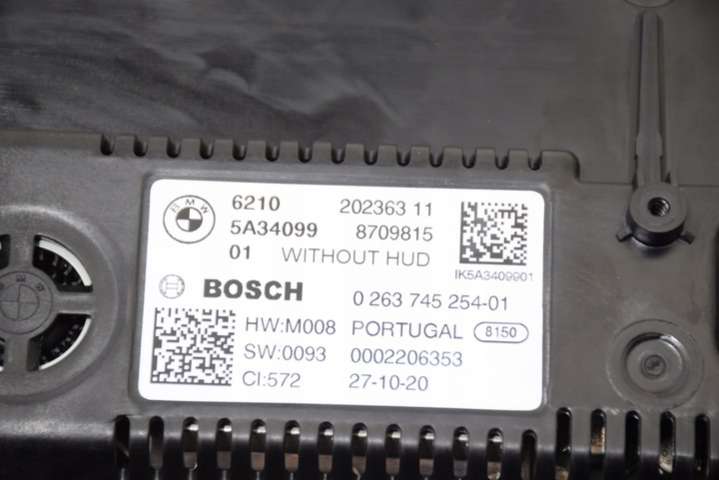 BMW
6210 202363 11
5A34099 8709815
01 WITHOUT HUD
IK5A3409901
BOSCH 0 263 745 254-01
HW:M008 PORTUGAL 8150
SW:0093 0002206353
CI:572 27-10-20